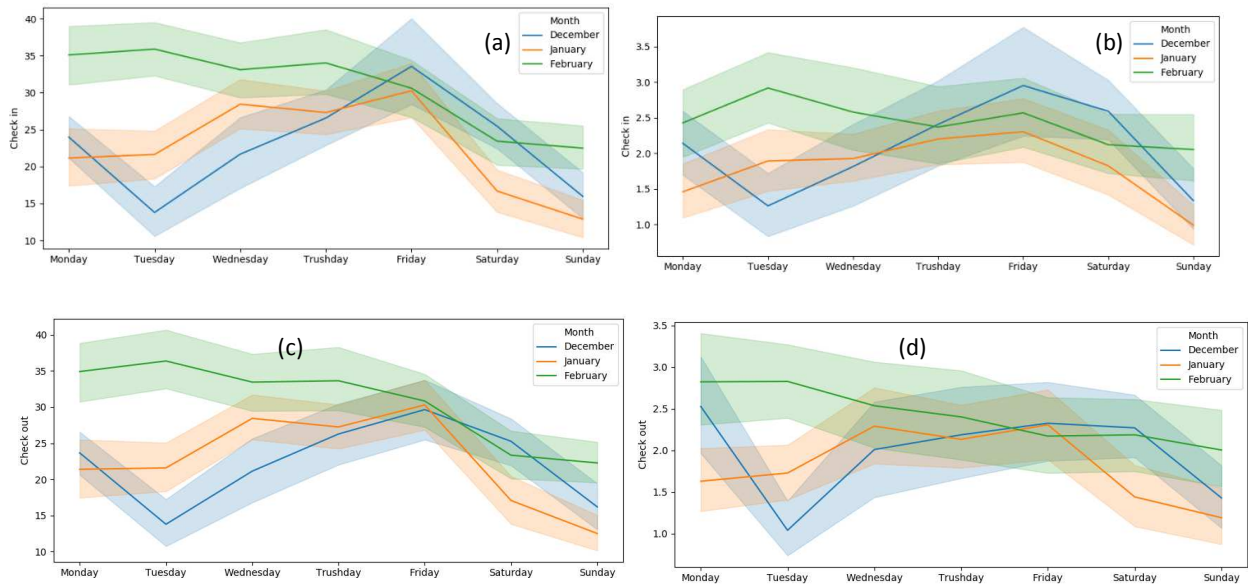 (a)
Month
December
January
February
Check in
40
35
30
25
20
15
10
Monday Tuesday Wednesday Trushday Friday Saturday Sunday
(b)
Month
December
January
February
Check in
3.5
3.0
2.5
2.0
1.5
1.0
Monday Tuesday Wednesday Trushday Friday Saturday Sunday
(c)
Month
December
January
February
Check out
40
35
30
25
20
15
10
Monday Tuesday Wednesday Trushday Friday Saturday Sunday
(d)
Month
December
January
February
Check out
3.5
3.0
2.5
2.0
1.5
1.0
Monday Tuesday Wednesday Trushday Friday Saturday Sunday